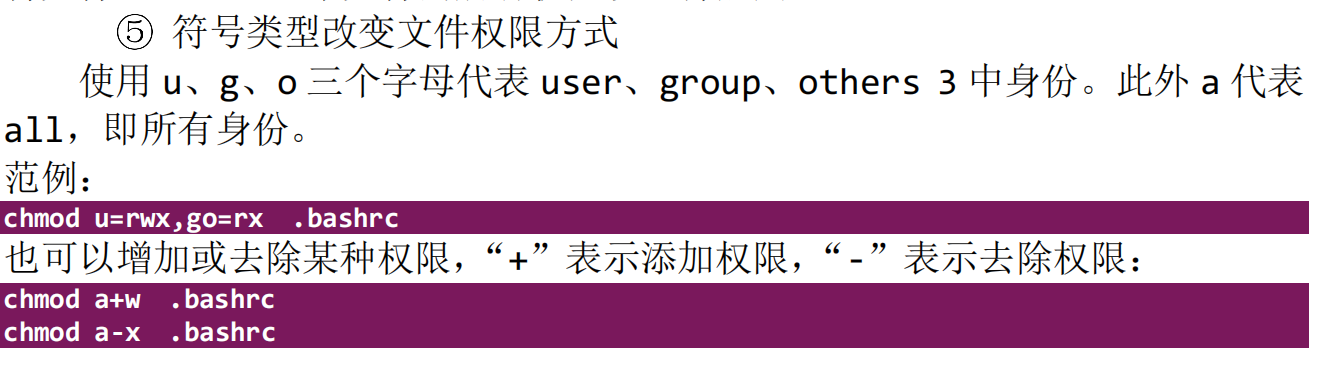 ⑤ 符号类型改变文件权限方式
使用 u、g、o 三个字母代表 user、group、others 3 中身份。此外 a 代表
all，即所有身份。
范例：
chmod u=rwx,go=rx  .bashrc
也可以增加或去除某种权限，“+”表示添加权限，“-”表示去除权限：
chmod a+w  .bashrc
chmod a-x  .bashrc